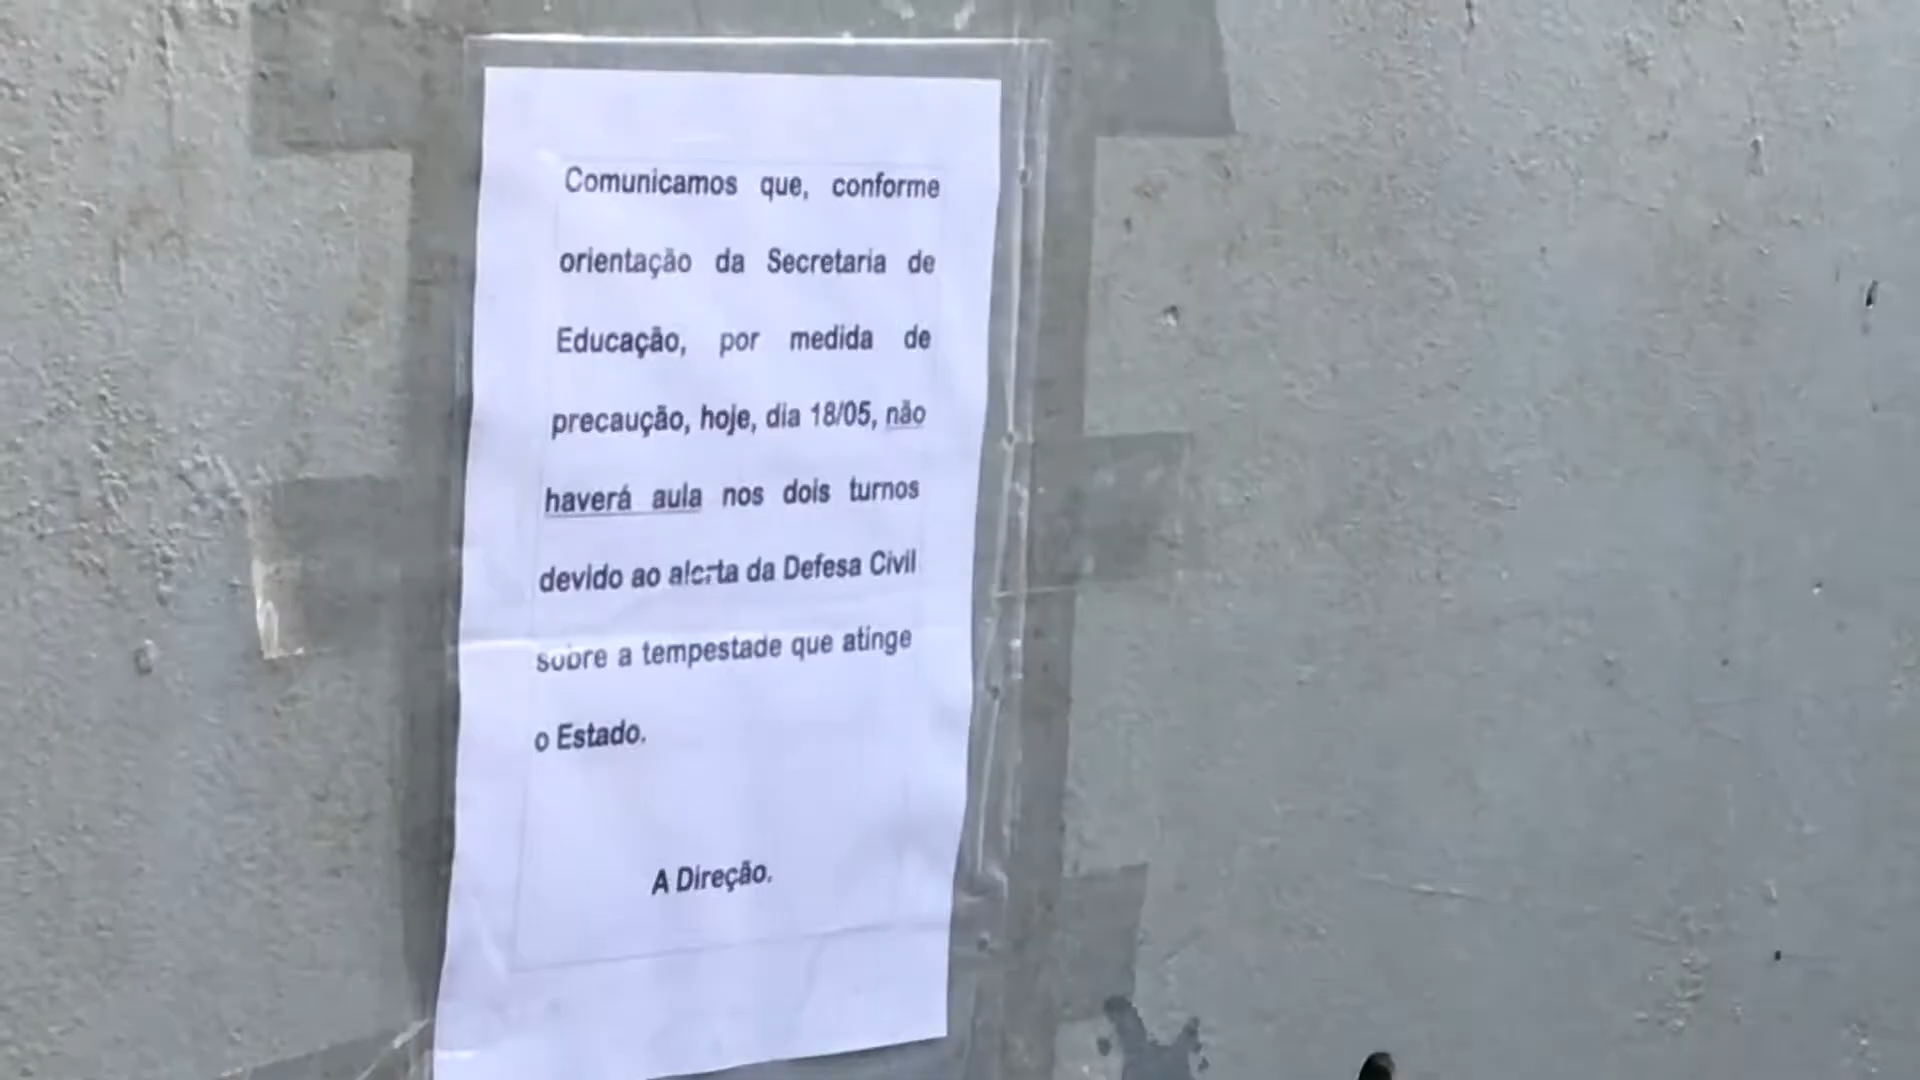 Comunicamos que, conforme
orientação da Secretaria de
Educação, por medida de
precaução, hoje, dia 18/05, não
haverá aula nos dois turnos
devido ao alerta da Defesa Civil
sobre a tempestade que atinge
o Estado.
A Direção.